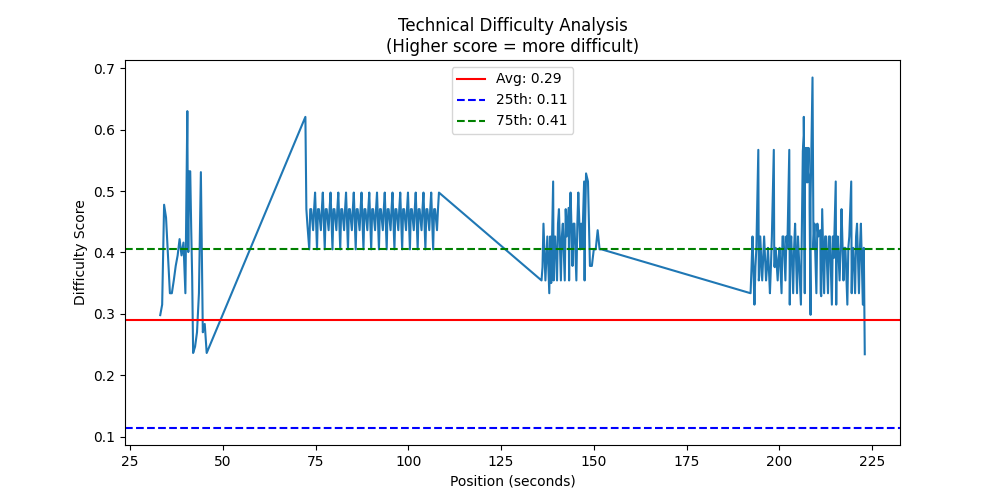 Technical Difficulty Analysis
(Higher score = more difficult)
Avg: 0.29
25th: 0.11
75th: 0.41
Difficulty Score
0.7
0.6
0.5
0.4
0.3
0.2
0.1
25 50 75 100 125 150 175 200 225
Position (seconds)